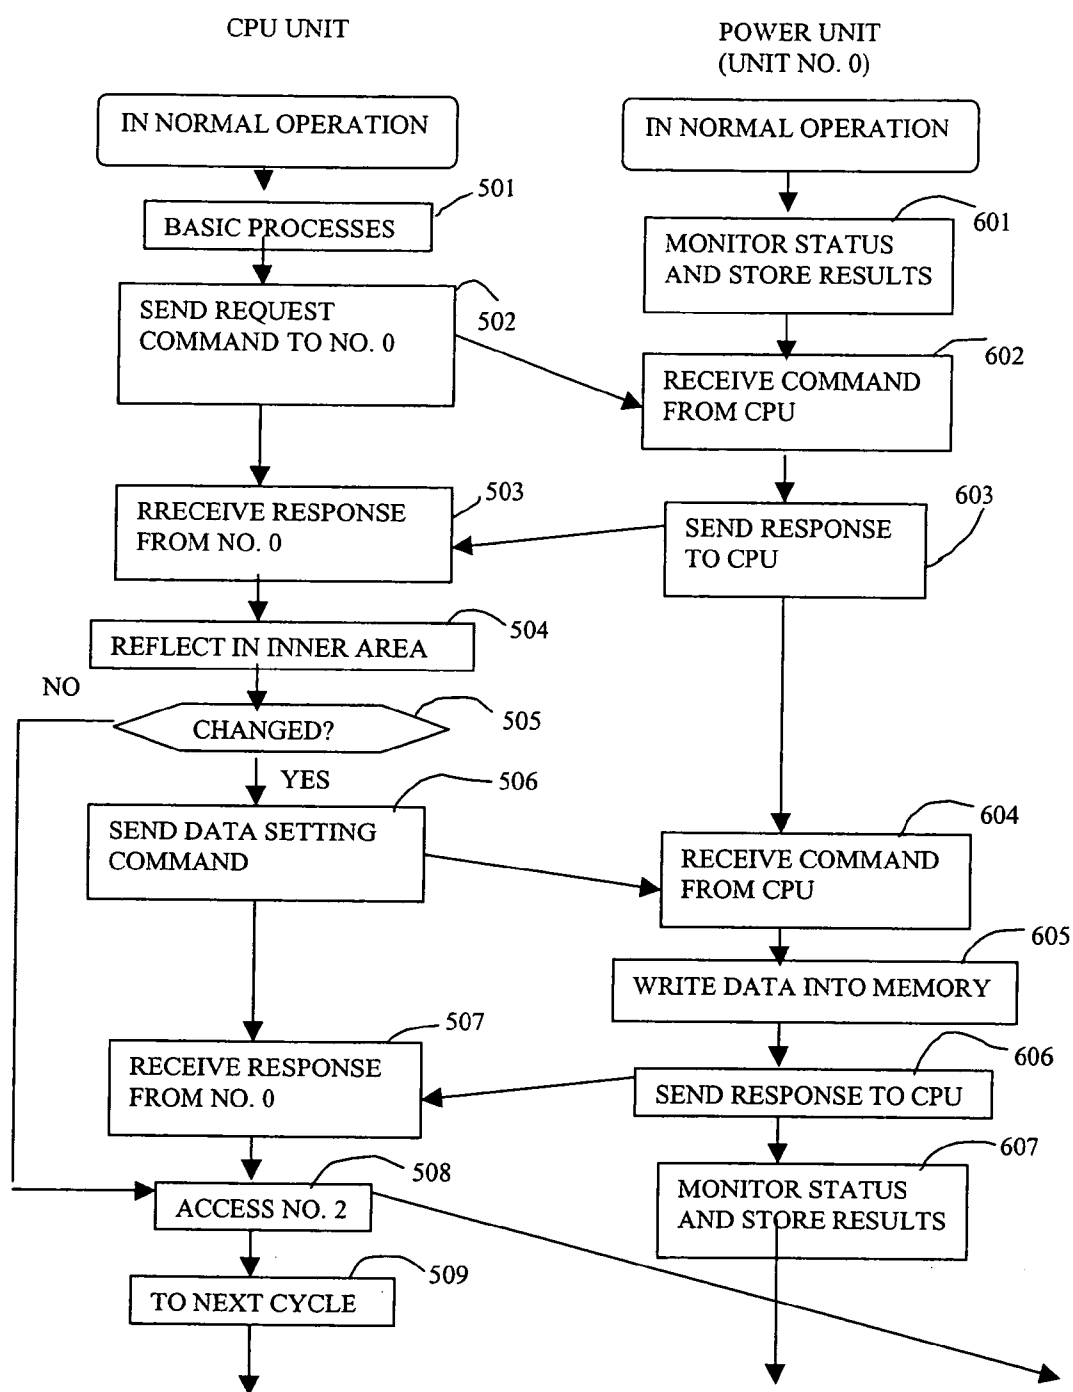 CPU UNIT
POWER UNIT
(UNIT NO. 0)
IN NORMAL OPERATION
IN NORMAL OPERATION
501
BASIC PROCESSES
601
MONITOR STATUS
AND STORE RESULTS
502
SEND REQUEST
COMMAND TO NO. 0
602
RECEIVE COMMAND
FROM CPU
503
RRECEIVE RESPONSE
FROM NO. 0
603
SEND RESPONSE
TO CPU
504
REFLECT IN INNER AREA
NO
505
CHANGED?
YES
506
SEND DATA SETTING
COMMAND
604
RECEIVE COMMAND
FROM CPU
605
WRITE DATA INTO MEMORY
507
RECEIVE RESPONSE
FROM NO. 0
606
SEND RESPONSE TO CPU
607
MONITOR STATUS
AND STORE RESULTS
508
ACCESS NO. 2
509
TO NEXT CYCLE